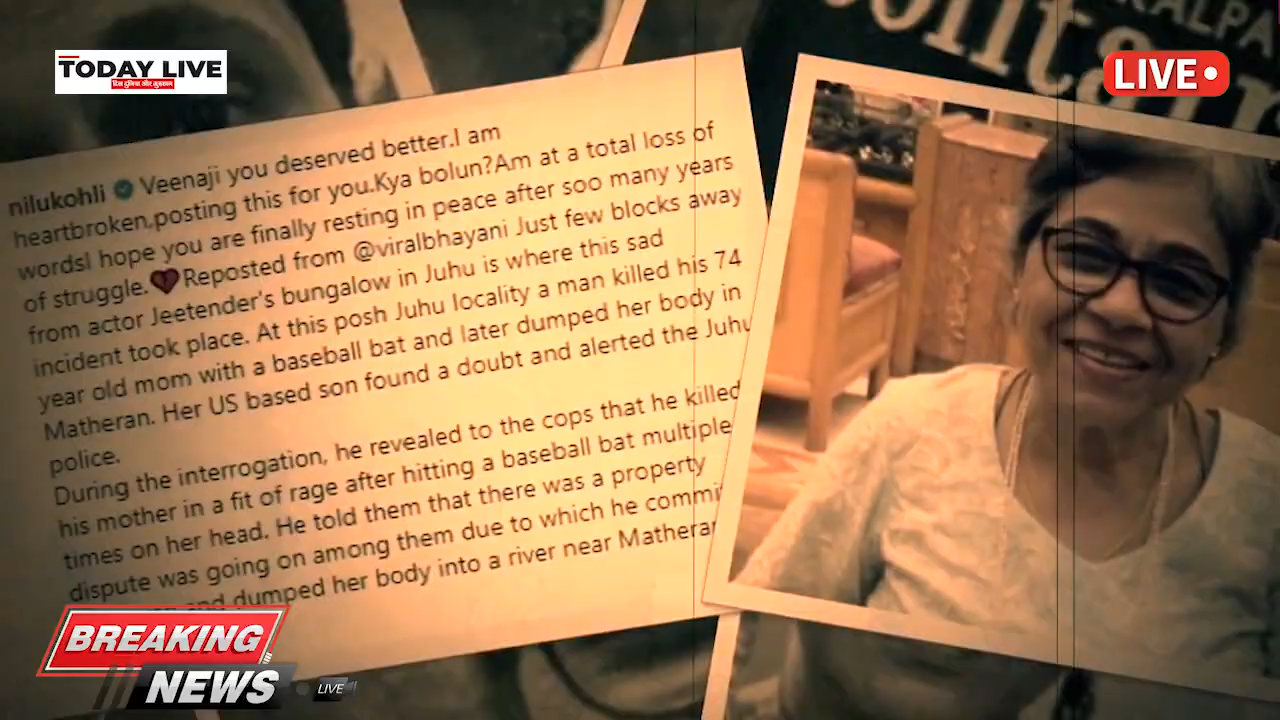 TODAY LIVE
LIVE
nilukohli Veenaji you deserved better.I am
heartbroken,posting this for you.Kya bolun?Am at a total loss of
wordsI hope you are finally resting in peace after soo many years
of struggle.💔Reposted from @viralbhayani Just few blocks away
from actor Jeetender's bungalow in Juhu is where this sad
incident took place. At this posh Juhu locality a man killed his 74
year old mom with a baseball bat and later dumped her body in
Matheran. Her US based son found a doubt and alerted the Juhu
police.
During the interrogation, he revealed to the cops that he killed
his mother in a fit of rage after hitting a baseball bat multiple
times on her head. He told them that there was a property
dispute was going on among them due to which he commi
and dumped her body into a river near Matheran
BREAKING
NEWS
LIVE